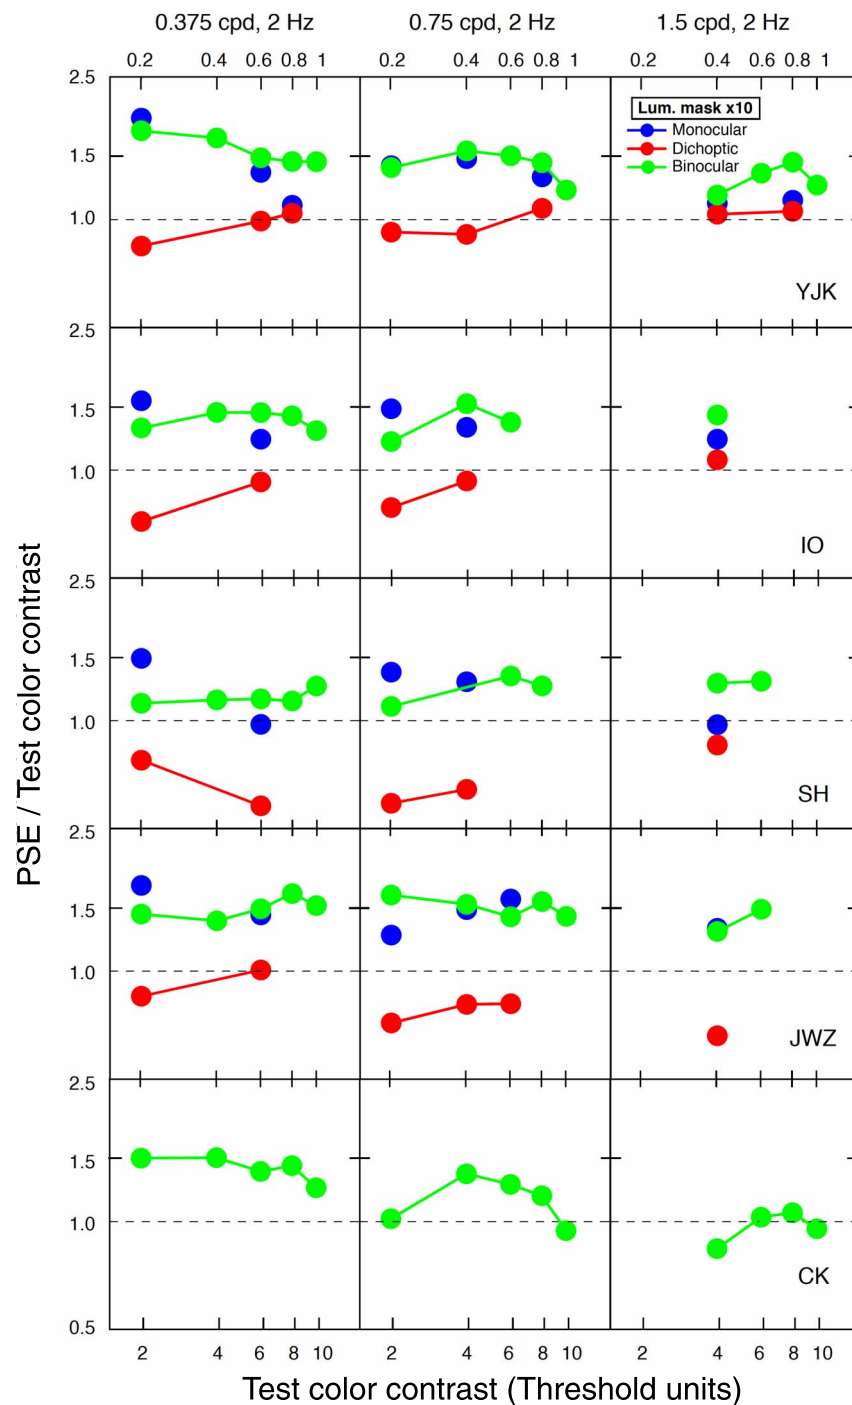 0.375 cpd, 2 Hz 0.75 cpd, 2 Hz 1.5 cpd, 2 Hz
0.2 0.4 0.6 0.8 1 0.2 0.4 0.6 0.8 1 0.2 0.4 0.6 0.8 1
2.5
Lum. mask x10
Monocular
Dichoptic
Binocular
1.5
1.0
YJK
2.5
1.5
1.0
IO
2.5
1.5
1.0
SH
2.5
1.5
1.0
JWZ
2.5
1.5
1.0
CK
0.5
2 4 6 8 10 2 4 6 8 10 2 4 6 8 10
PSE / Test color contrast
Test color contrast (Threshold units)